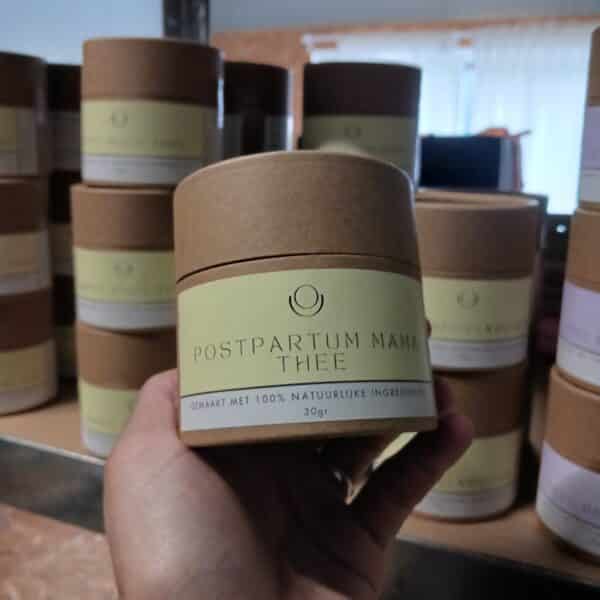 POSTPARTUM MAMA
THEE
GEMAAKT MET 100% NATUURLIJKE INGREDIËNTEN
30gr